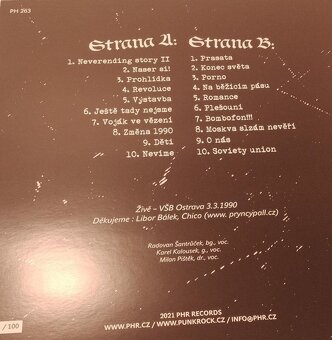 PH 263
Strana A:
1. Neverending story II
2. Naser si!
3. Prohlídka
4. Revoluce
5. Výstavba
6. Ještě tady nejsme
7. Voják ve vězení
8. Změna 1990
9. Děti
10. Nevíme
Strana B:
1. Prasata
2. Konec světa
3. Porno
4. Na běžícím pásu
5. Romance
6. Plešouni
7. Bombofon!!!
8. Moskva slzám nevěří
9. O nás
10. Soviety union
Živě – VŠB Ostrava 3.3.1990
Děkujeme : Libor Bálek, Chico (www. pryncypall.cz)
Radovan Šantrůček, bg., voc.
Karel Kalousek, g., voc.
Milan Pištěk, dr., voc.
2021 PHR RECORDS
WWW.PHR.CZ / WWW.PUNKROCK.CZ / INFO@PHR.CZ
/ 100